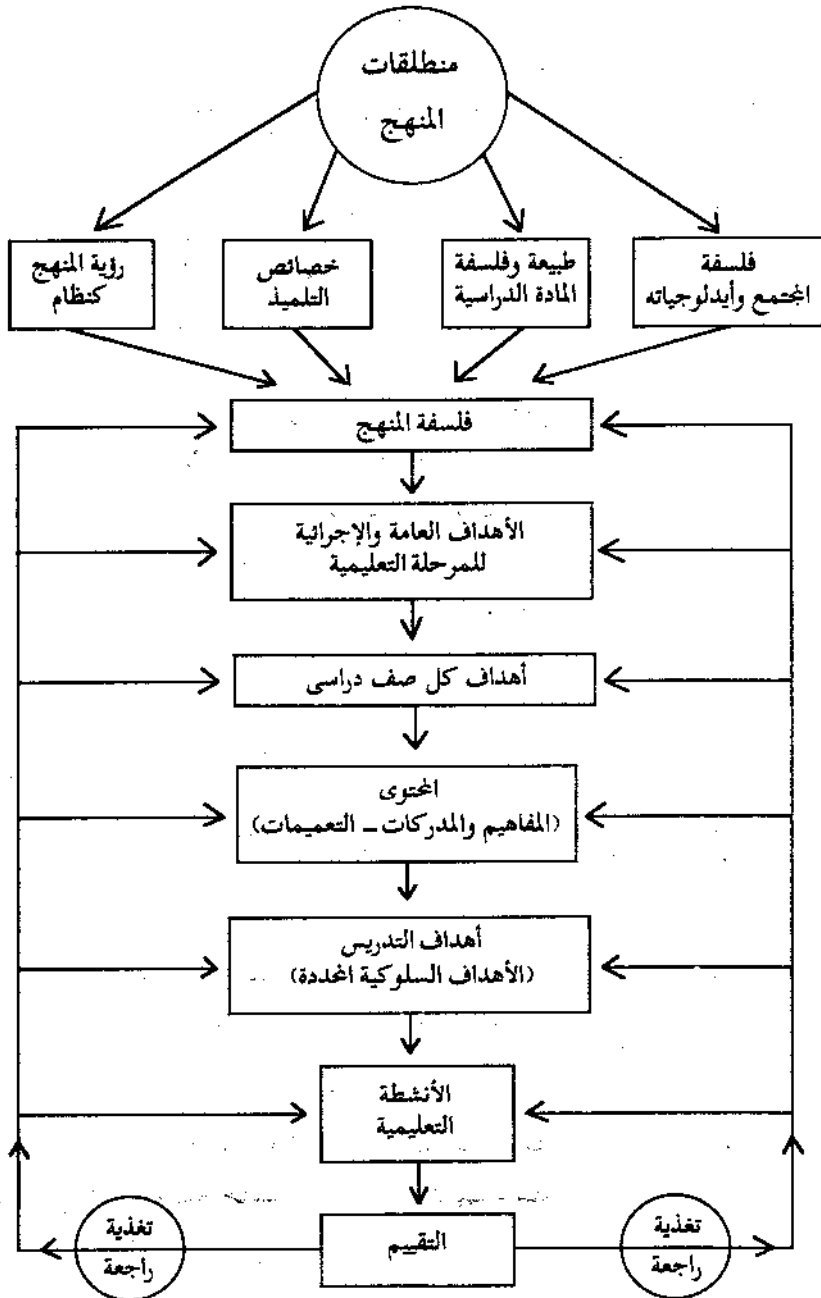 منطلقات
المنهج
فلسفة
المجتمع وأيدلوجياته
طبيعة وفلسفة
المادة الدراسية
خصائص
التلميذ
رؤية المنهج
كنظام
فلسفة المنهج
الأهداف العامة والإجرائية
للمرحلة التعليمية
أهداف كل صف دراسى
المحتوى
(المفاهيم والمدركات ــ التعميمات)
أهداف التدريس
(الأهداف السلوكية المحددة)
الأنشطة
التعليمية
تغذية
راجعة
التقييم
تغذية
راجعة